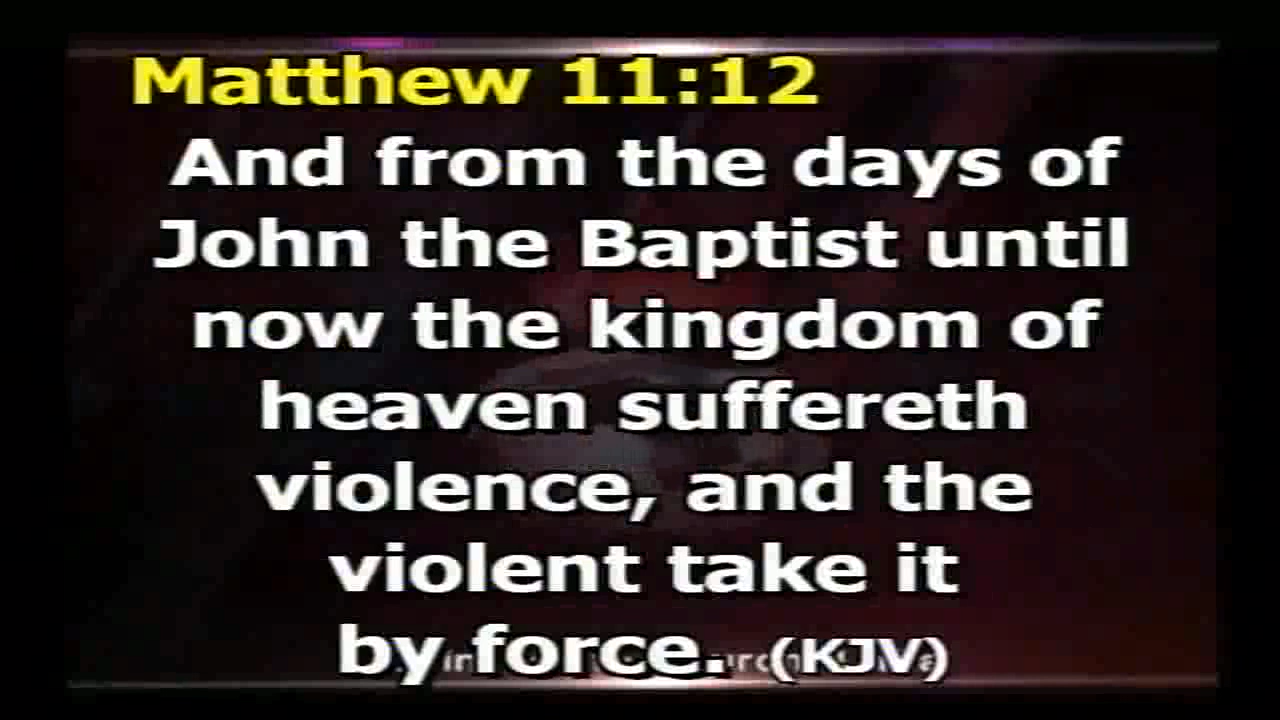 Matthew 11:12
And from the days of
John the Baptist until
now the kingdom of
heaven suffereth
violence, and the
violent take it
by force. (KJV)